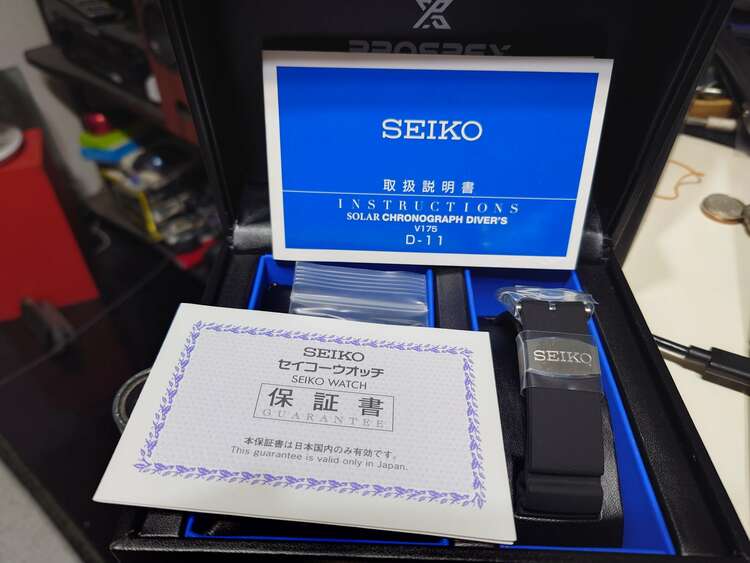 PROSPEX
SEIKO
取扱説明書
INSTRUCTIONS
SOLAR CHRONOGRAPH DIVER'S
V175
D-11
SEIKO
セイコーウオッチ
SEIKO WATCH
保証書
GUARANTEE
本保証書は日本国内のみ有効です。
This guarantee is valid only in Japan.
SEIKO